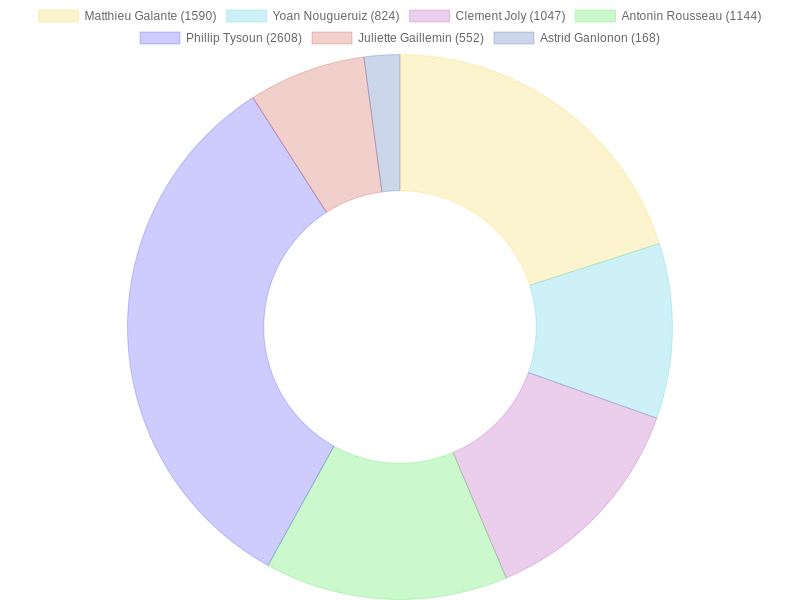 Matthieu Galante (1590) Yoan Nougueruiz (824) Clement Joly (1047) Antonin Rousseau (1144)
Phillip Tysoun (2608) Juliette Gaillemin (552) Astrid Ganlonon (168)